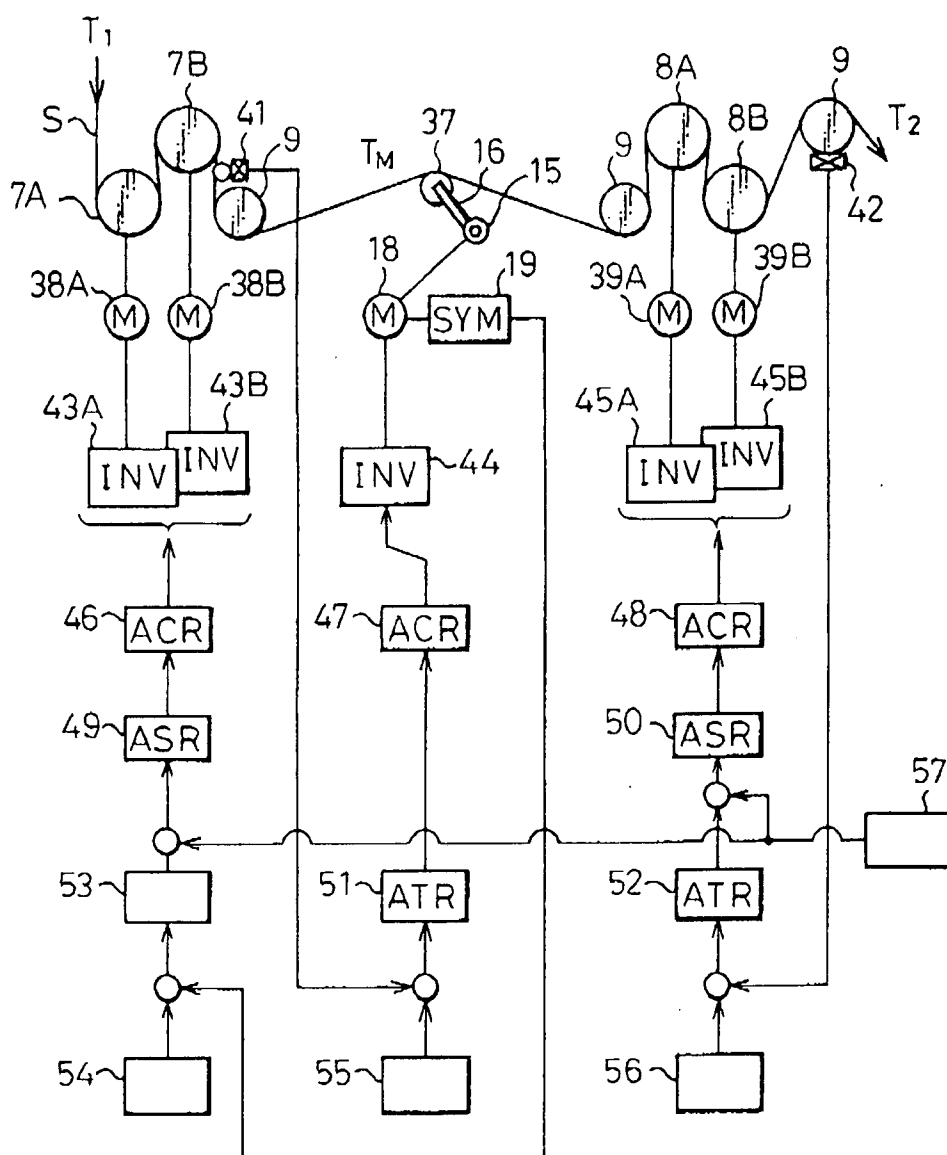 T1
7B
8A
9
S
41
9
TM
37
16
15
9
8B
T2
7A
42
18
19
38A
38B
39A
39B
M
M
M
SYM
M
M
43A
43B
45A
45B
INV
INV
INV
44
INV
INV
46
ACR
47
ACR
48
ACR
49
ASR
50
ASR
57
53
51
ATR
52
ATR
54
55
56